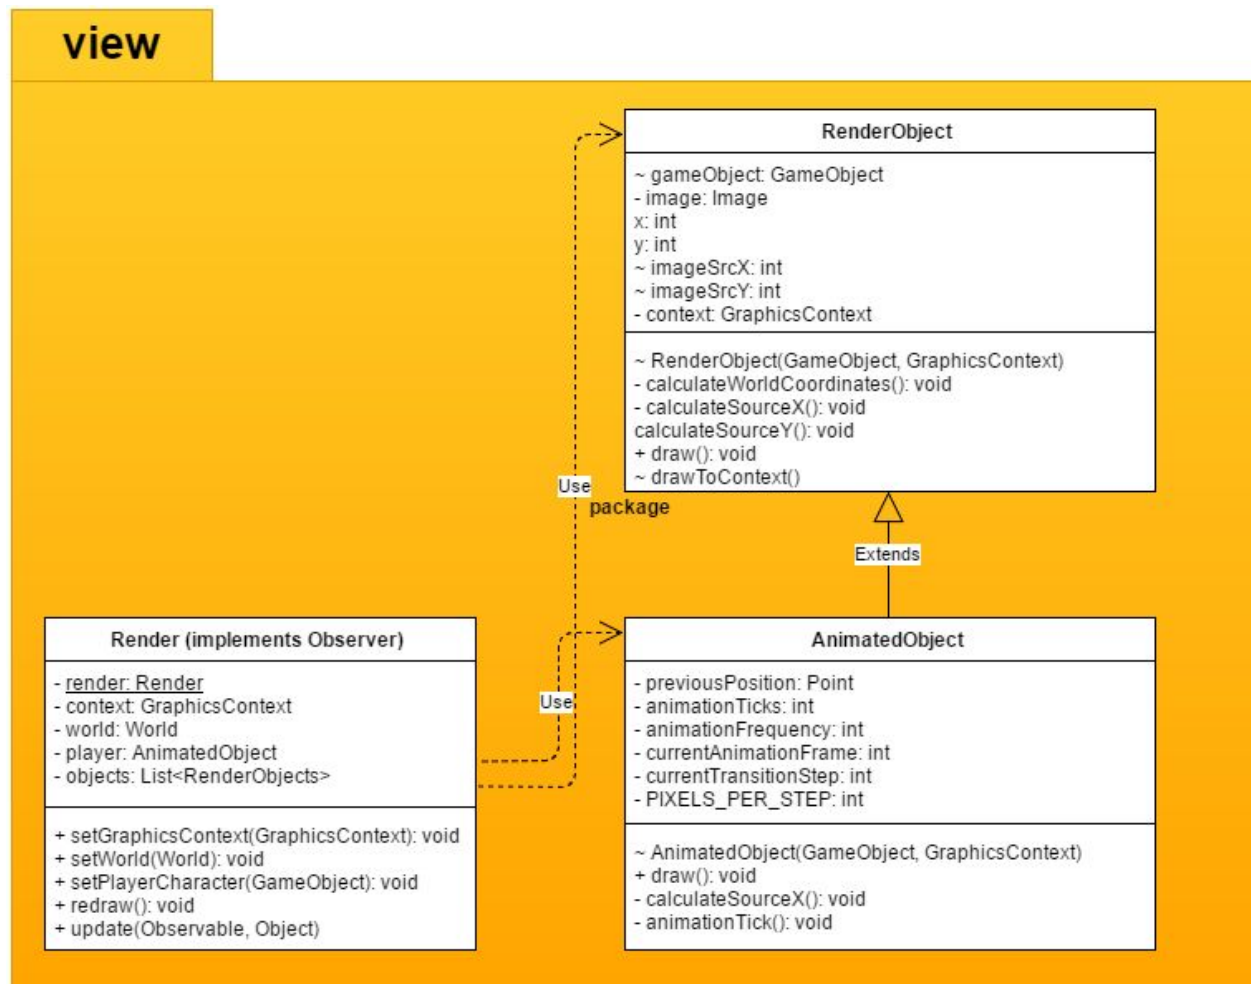 view
RenderObject
~ gameObject: GameObject
- image: Image
x: int
y: int
~ imageSrcX: int
~ imageSrcY: int
- context: GraphicsContext
~ RenderObject(GameObject, GraphicsContext)
- calculateWorldCoordinates(): void
- calculateSourceX(): void
calculateSourceY(): void
+ draw(): void
~ drawToContext()
Use
package
Extends
Render (implements Observer)
- render: Render
- context: GraphicsContext
- world: World
- player: AnimatedObject
- objects: List<RenderObjects>
+ setGraphicsContext(GraphicsContext): void
+ setWorld(World): void
+ setPlayerCharacter(GameObject): void
+ redraw(): void
+ update(Observable, Object)
Use
AnimatedObject
- previousPosition: Point
- animationTicks: int
- animationFrequency: int
- currentAnimationFrame: int
- currentTransitionStep: int
- PIXELS_PER_STEP: int
~ AnimatedObject(GameObject, GraphicsContext)
+ draw(): void
- calculateSourceX(): void
- animationTick(): void